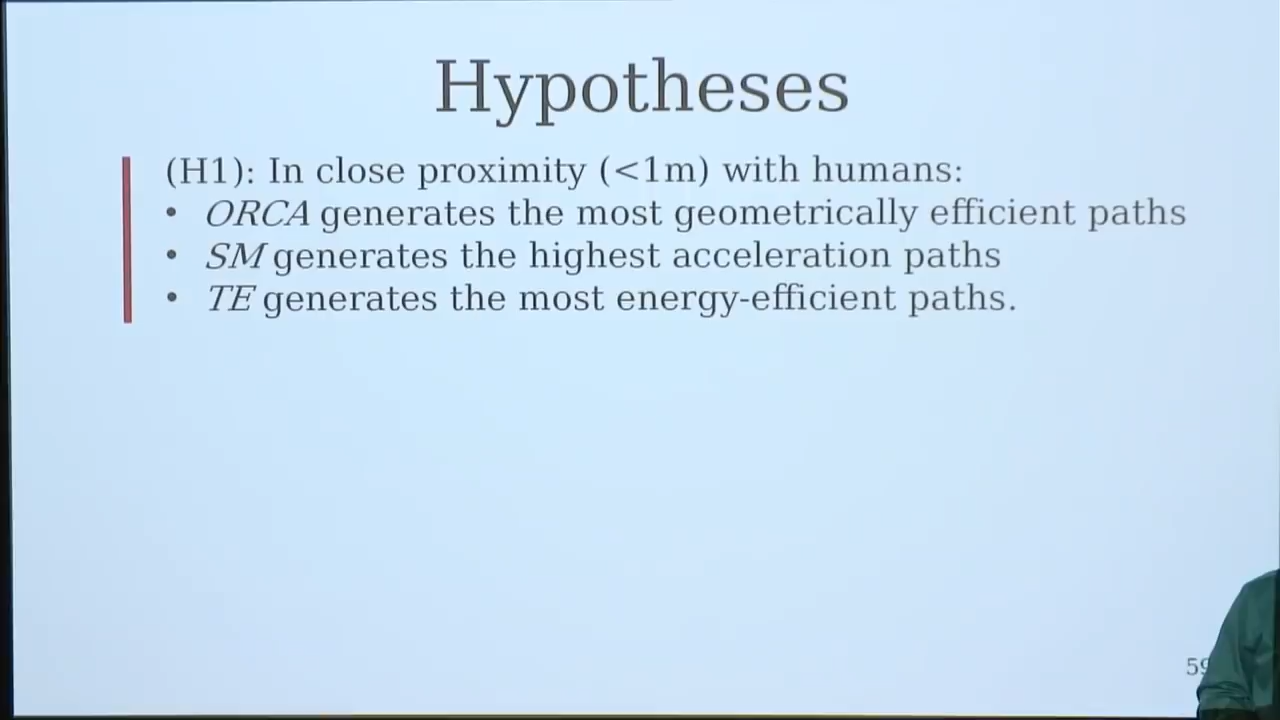 Hypotheses
(H1): In close proximity (<1m) with humans:
• ORCA generates the most geometrically efficient paths
• SM generates the highest acceleration paths
• TE generates the most energy-efficient paths.
59